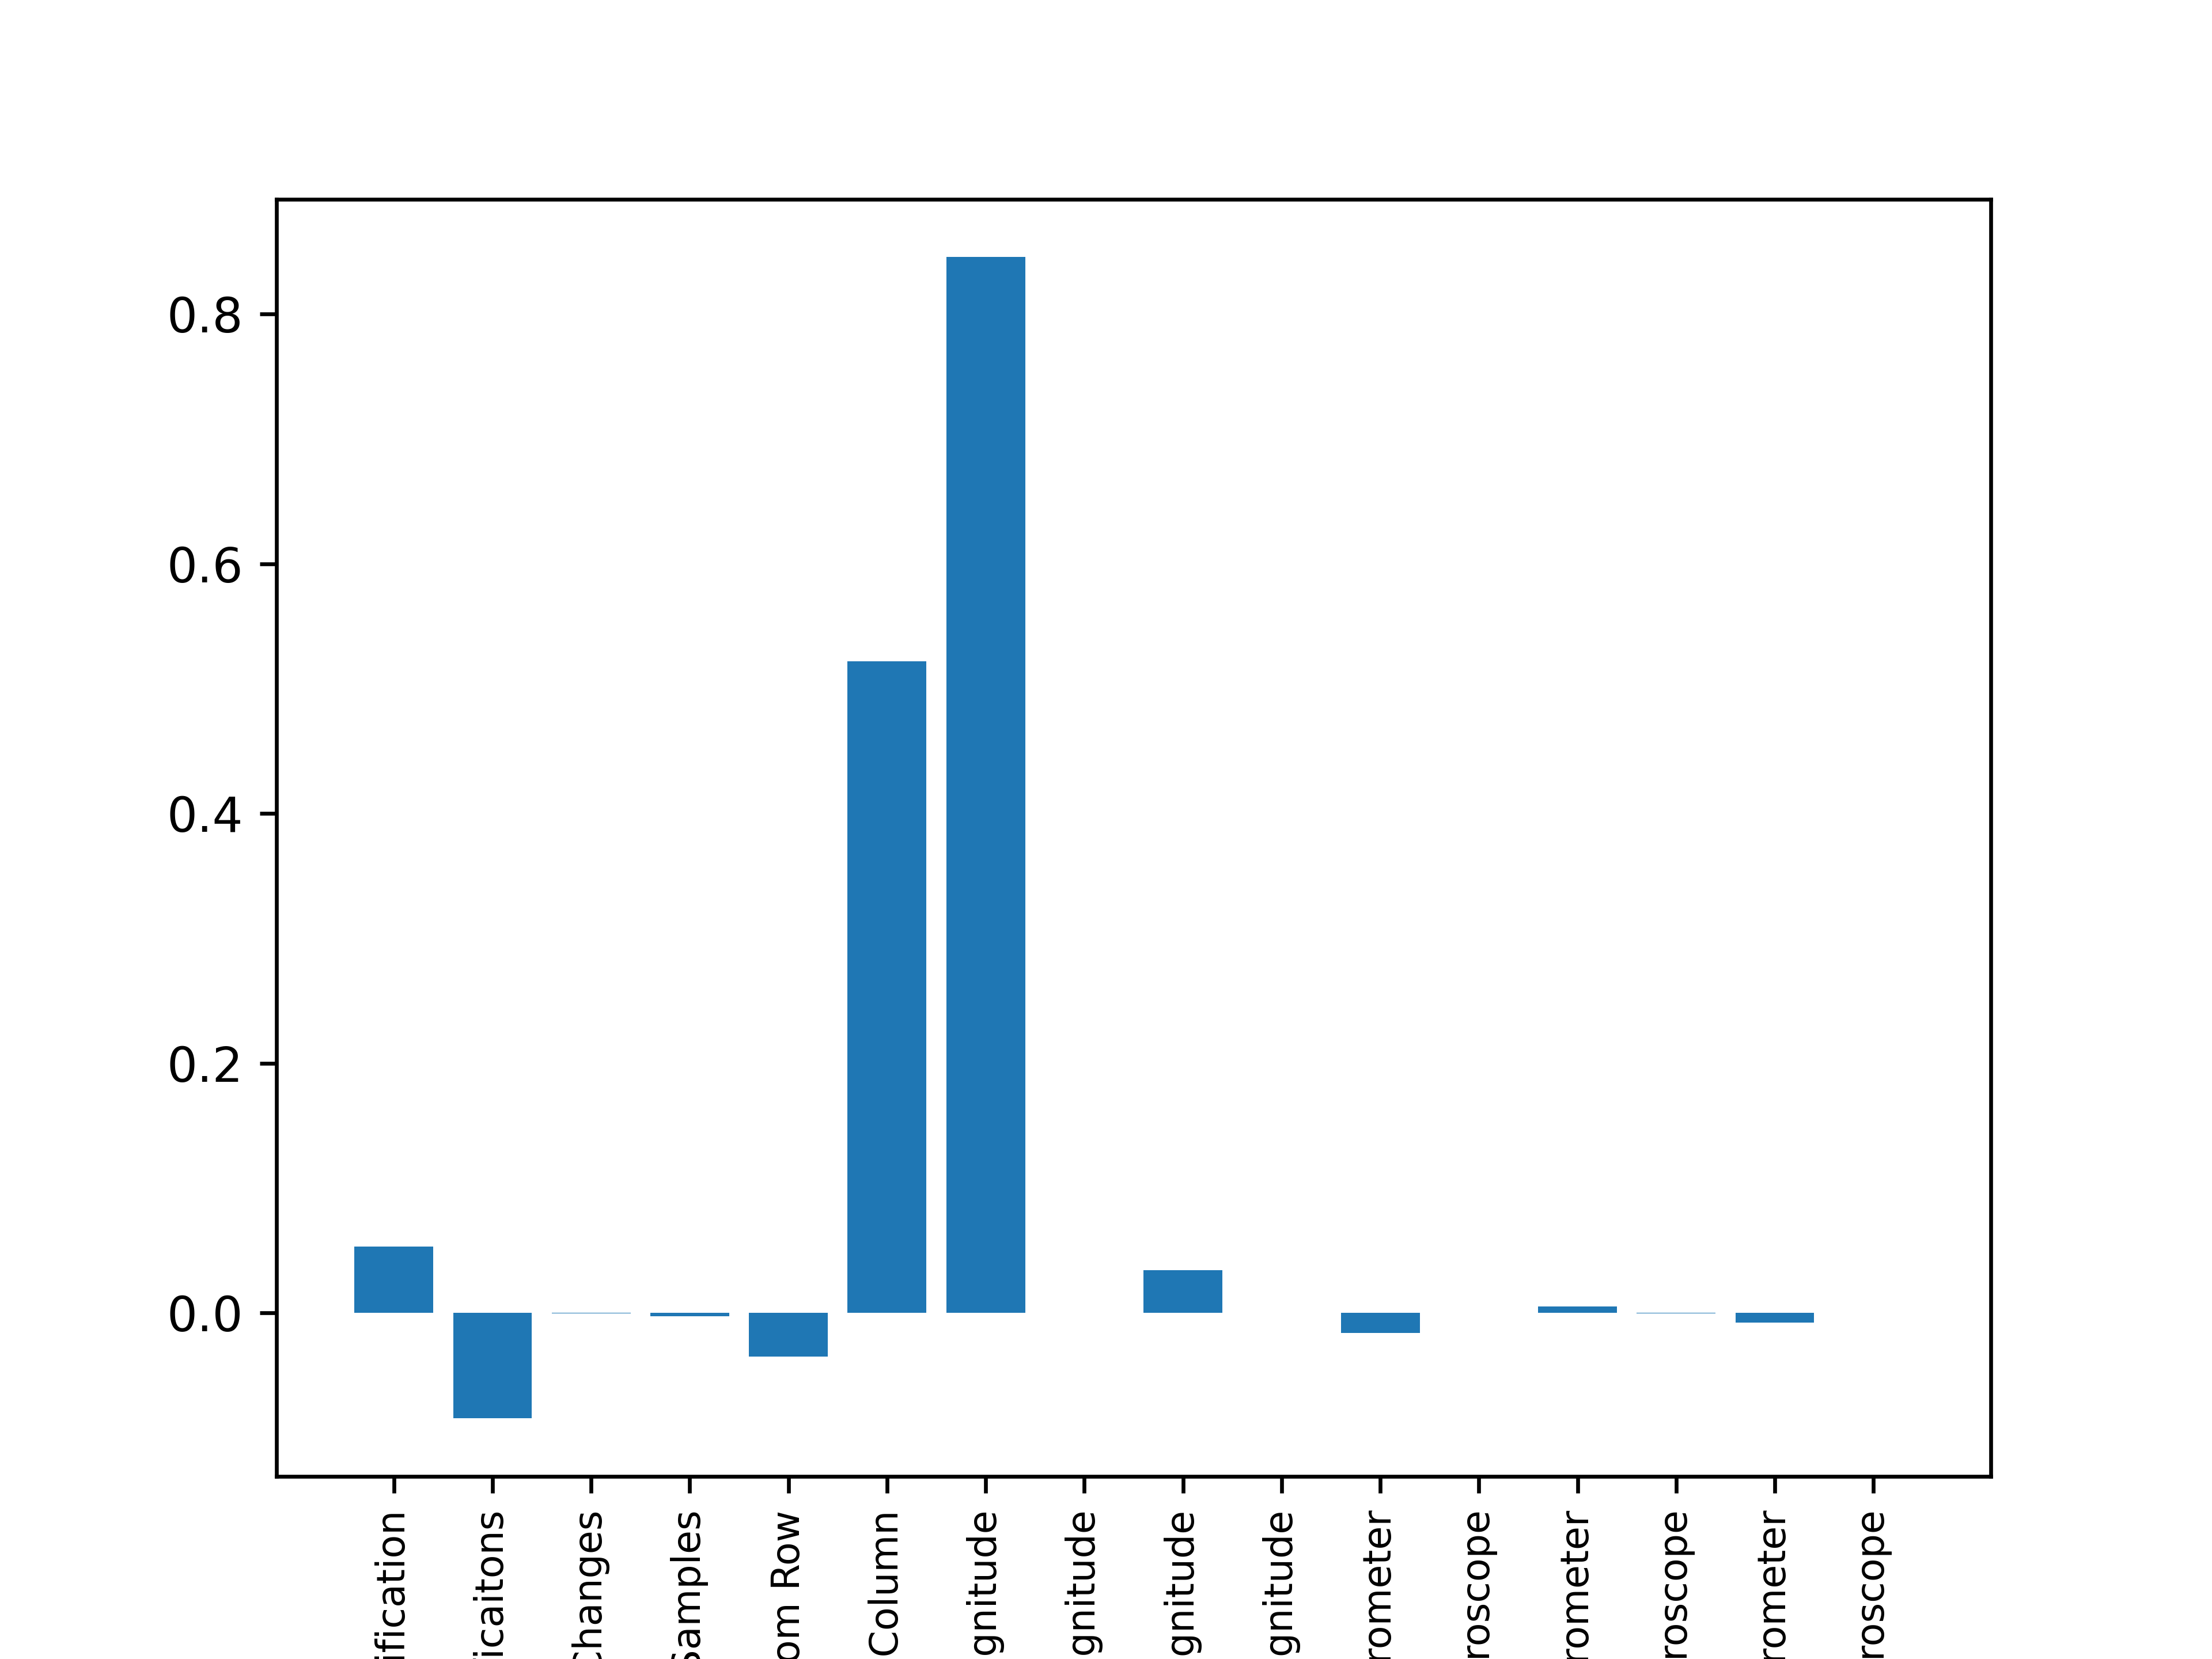 0.8
0.6
0.4
0.2
0.0
ification
icaitons
Changes
Samples
om Row
Column
gnitude
gnitude
gnitude
gnitude
rometer
roscope
rometer
roscope
rometer
roscope